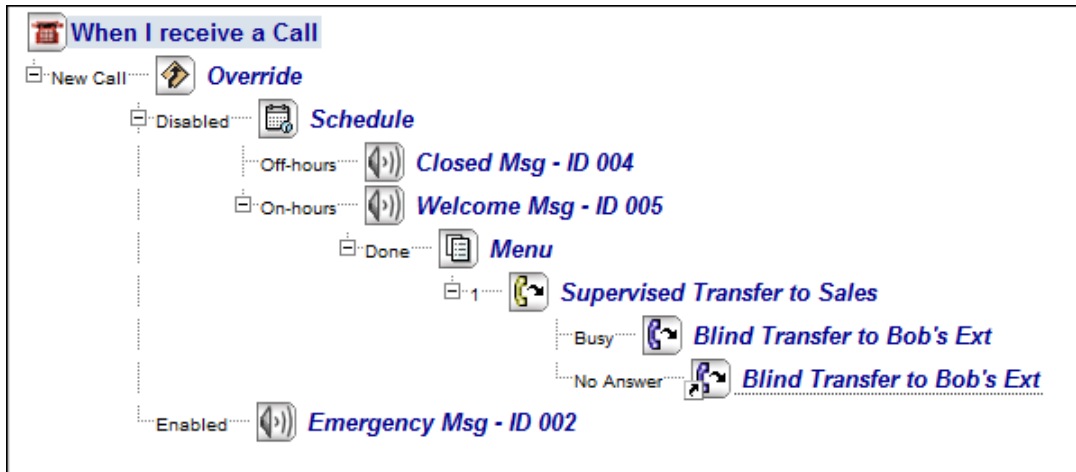 When I receive a Call
New Call Override
Disabled Schedule
Off-hours Closed Msg - ID 004
On-hours Welcome Msg - ID 005
Done Menu
1 Supervised Transfer to Sales
Busy Blind Transfer to Bob's Ext
No Answer Blind Transfer to Bob's Ext
Enabled Emergency Msg - ID 002